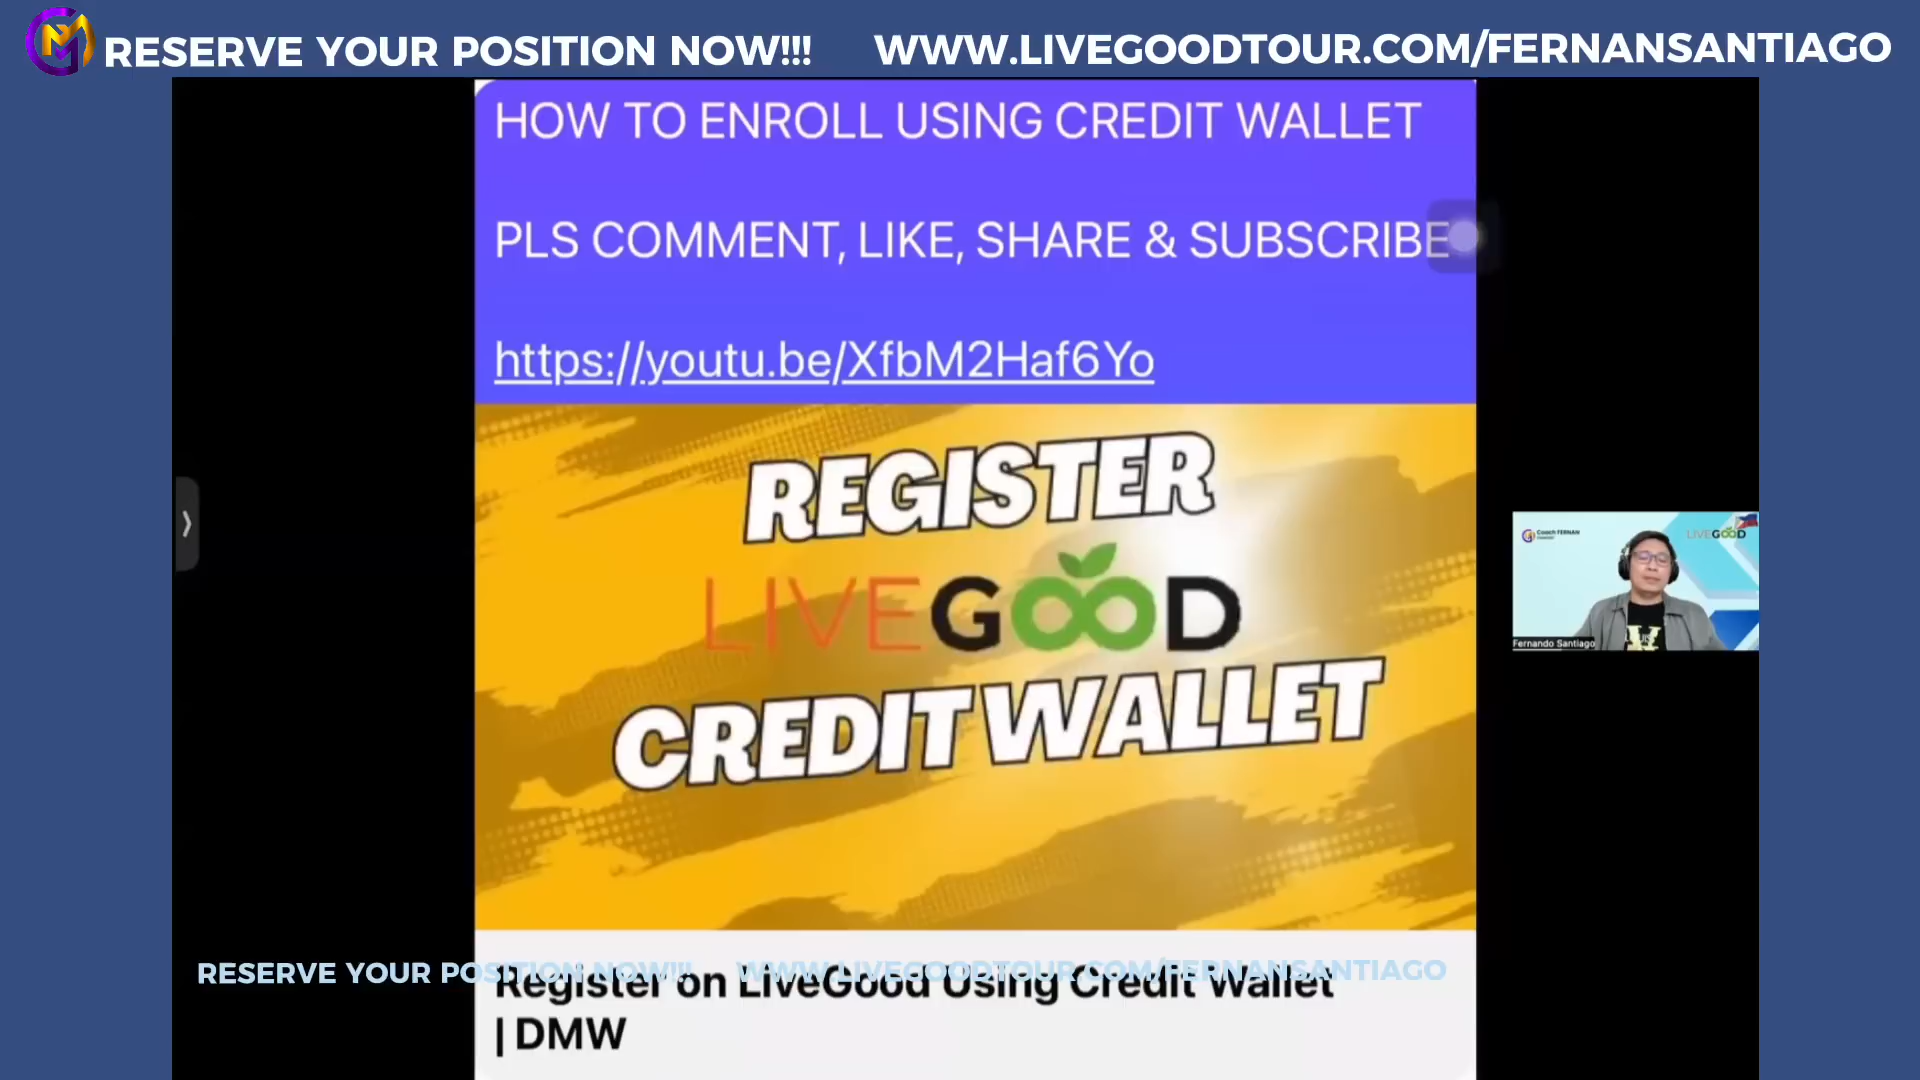 RESERVE YOUR POSITION NOW!!! WWW.LIVEGOODTOUR.COM/FERNANSANTIAGO
HOW TO ENROLL USING CREDIT WALLET
PLS COMMENT, LIKE, SHARE & SUBSCRIBE
https://youtu.be/XfbM2Haf6Yo
REGISTER
LIVEGOOD
CREDIT WALLET
Coach FERNAN
LIVEGOOD
Fernando Santiago
RESERVE YOUR POSITION NOW!!! WWW.LIVEGOODTOUR.COM/FERNANSANTIAGO
Register on LiveGood Using Credit Wallet
| DMW